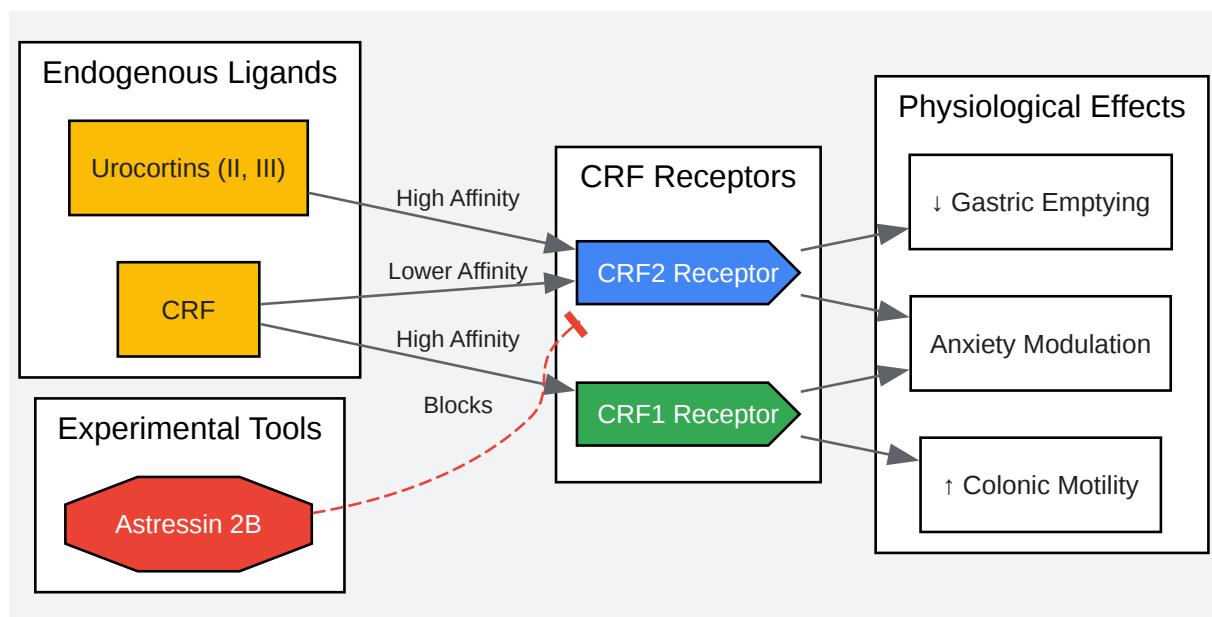 Endogenous Ligands
Urocortins (II, III)
CRF
Experimental Tools
Astressin 2B
High Affinity
Lower Affinity
High Affinity
Blocks
CRF Receptors
CRF2 Receptor
CRF1 Receptor
Physiological Effects
↓ Gastric Emptying
Anxiety Modulation
↑ Colonic Motility